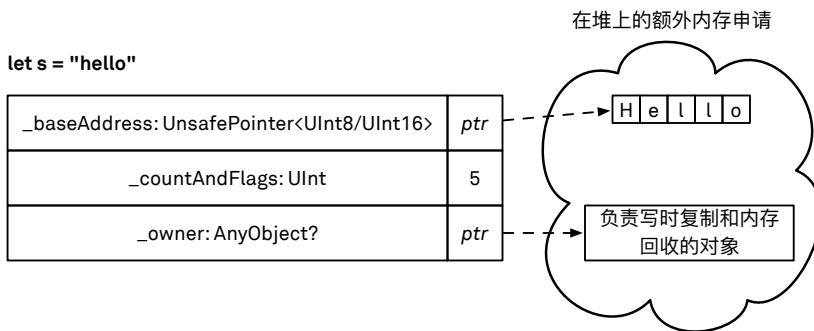 在堆上的额外内存申请
let s = "hello"
_baseAddress: UnsafePointer<UInt8/UInt16> ptr
H e l l o
_countAndFlags: UInt 5
_owner: AnyObject? ptr
负责写时复制和内存
回收的对象